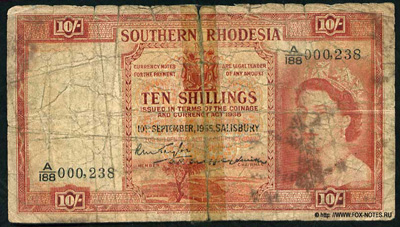 10/-
10/-
SOUTHERN RHODESIA
CURRENCY NOTES
FOR THE PAYMENT
ARE LEGAL TENDER
OF ANY AMOUNT
A/188 000,238
TEN SHILLINGS
ISSUED IN TERMS OF THE COINAGE
AND CURRENCY ACT 1938
SALISBURY
A/188 000,238
10/-
10/-
© FOX
WWW.FOX-NOTES.RU